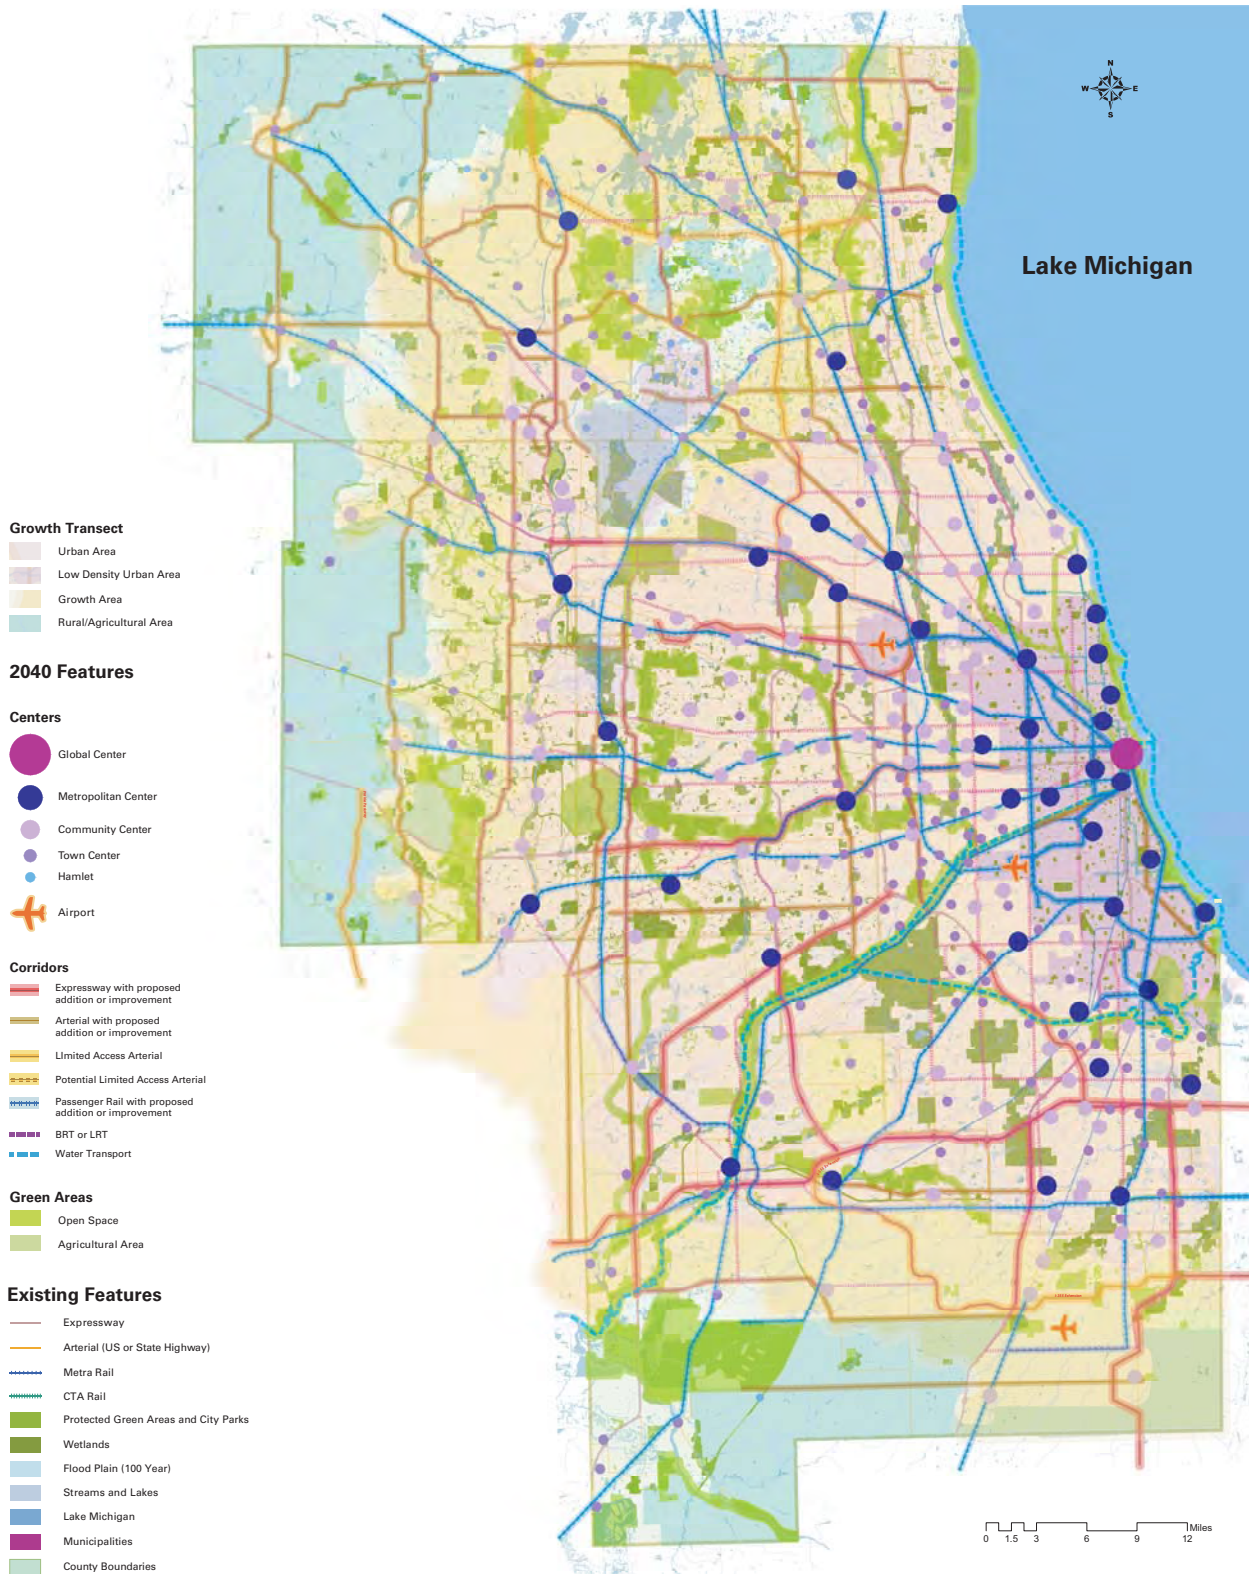 N
W
E
S
Lake Michigan
Growth Transect
Urban Area
Low Density Urban Area
Growth Area
Rural/Agricultural Area
2040 Features
Centers
Global Center
Metropolitan Center
Community Center
Town Center
Hamlet
Airport
Corridors
Expressway with proposed
addition or improvement
Arterial with proposed
addition or improvement
LImited Access Arterial
Potential Limited Access Arterial
Passenger Rail with proposed
addition or improvement
BRT or LRT
Water Transport
Green Areas
Open Space
Agricultural Area
Existing Features
Expressway
Arterial (US or State Highway)
Metra Rail
CTA Rail
Protected Green Areas and City Parks
Wetlands
Flood Plain (100 Year)
Streams and Lakes
Lake Michigan
Municipalities
County Boundaries
Miles
0 1.5 3 6 9 12